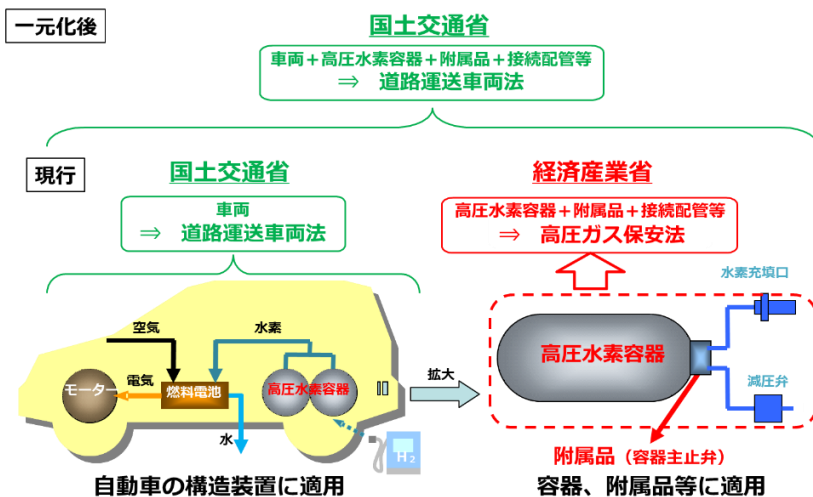 一元化後
国土交通省
車両＋高圧水素容器＋附属品＋接続配管等
⇒ 道路運送車両法
現行
国土交通省
車両
⇒ 道路運送車両法
経済産業省
高圧水素容器＋附属品＋接続配管等
⇒ 高圧ガス保安法
水素充填口
空気
水素
高圧水素容器
モーター
電気
燃料電池
高圧水素容器
拡大
減圧弁
水
H2
附属品（容器主止弁）
自動車の構造装置に適用
容器、附属品等に適用